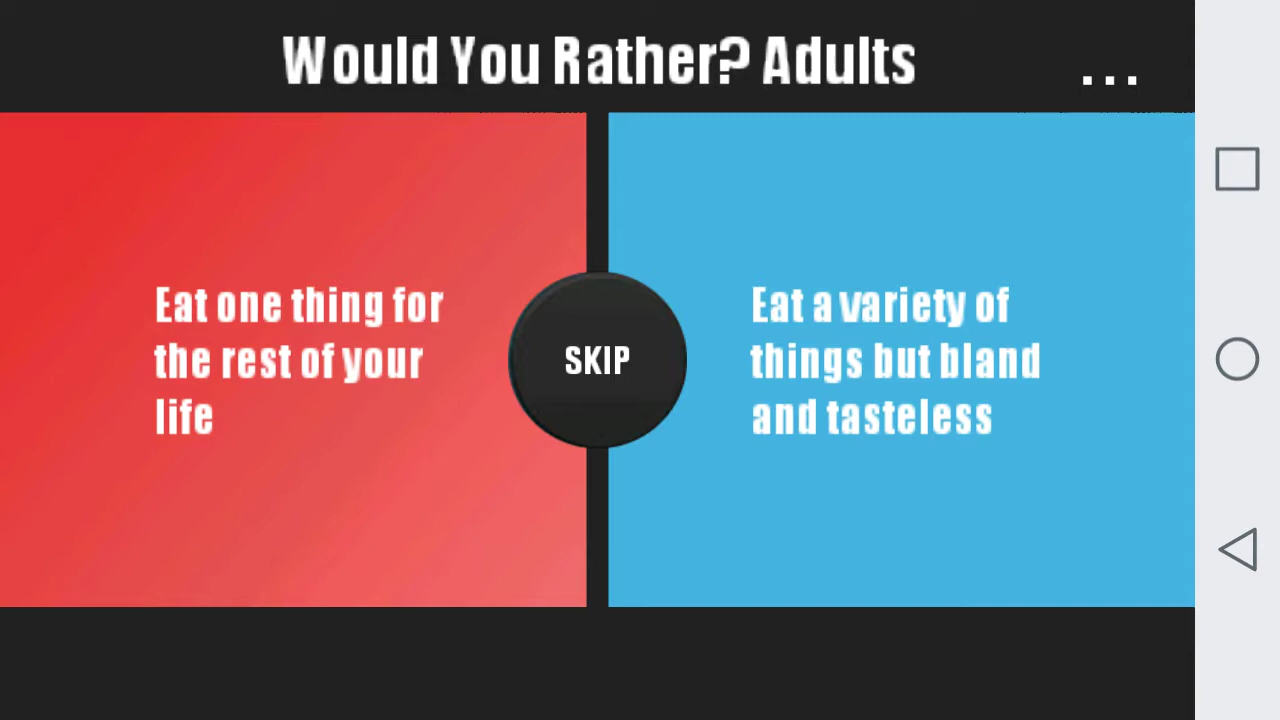 Would You Rather? Adults
...
Eat one thing for
the rest of your
life
SKIP
Eat a variety of
things but bland
and tasteless